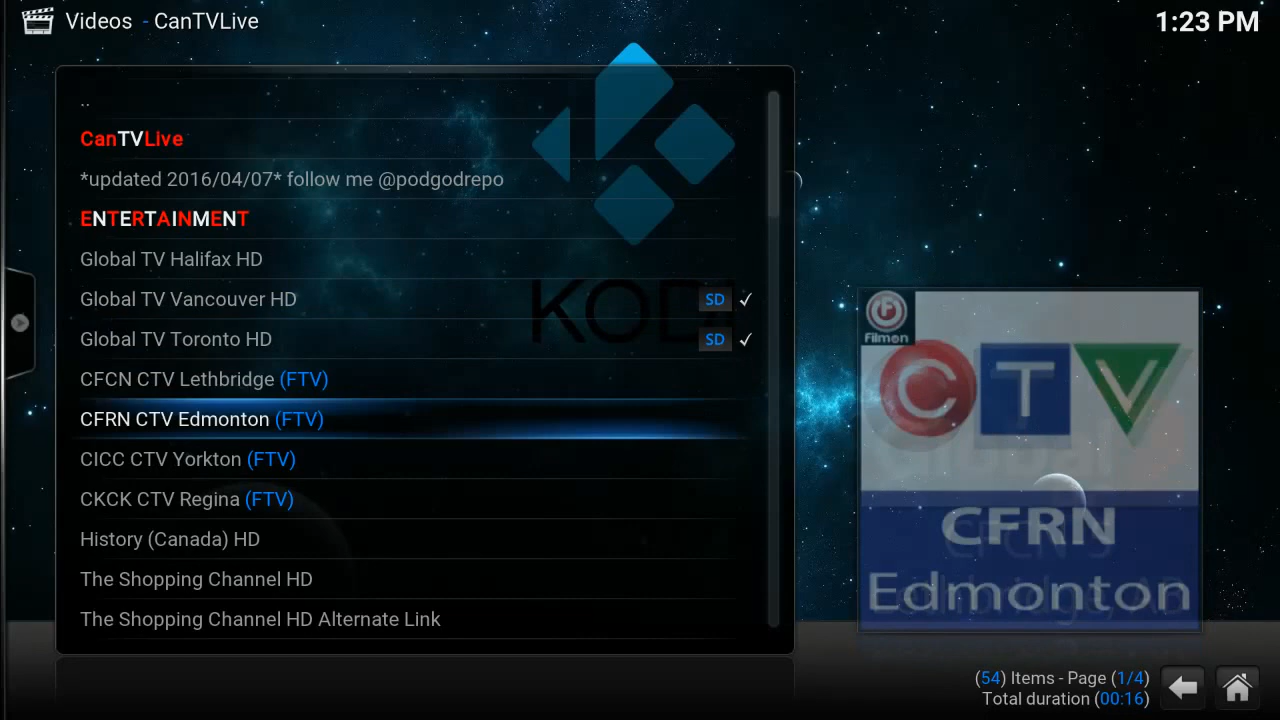 Videos - CanTVLive
1:23 PM
..
CanTVLive
*updated 2016/04/07* follow me @podgodrepo
ENTERTAINMENT
Global TV Halifax HD
Global TV Vancouver HD SD ✓
Global TV Toronto HD SD ✓
CFCN CTV Lethbridge (FTV)
CFRN CTV Edmonton (FTV)
CICC CTV Yorkton (FTV)
CKCK CTV Regina (FTV)
History (Canada) HD
The Shopping Channel HD
The Shopping Channel HD Alternate Link
KODI
Filmon
CTV
CFRN
Edmonton
(54) Items - Page (1/4)
Total duration (00:16)